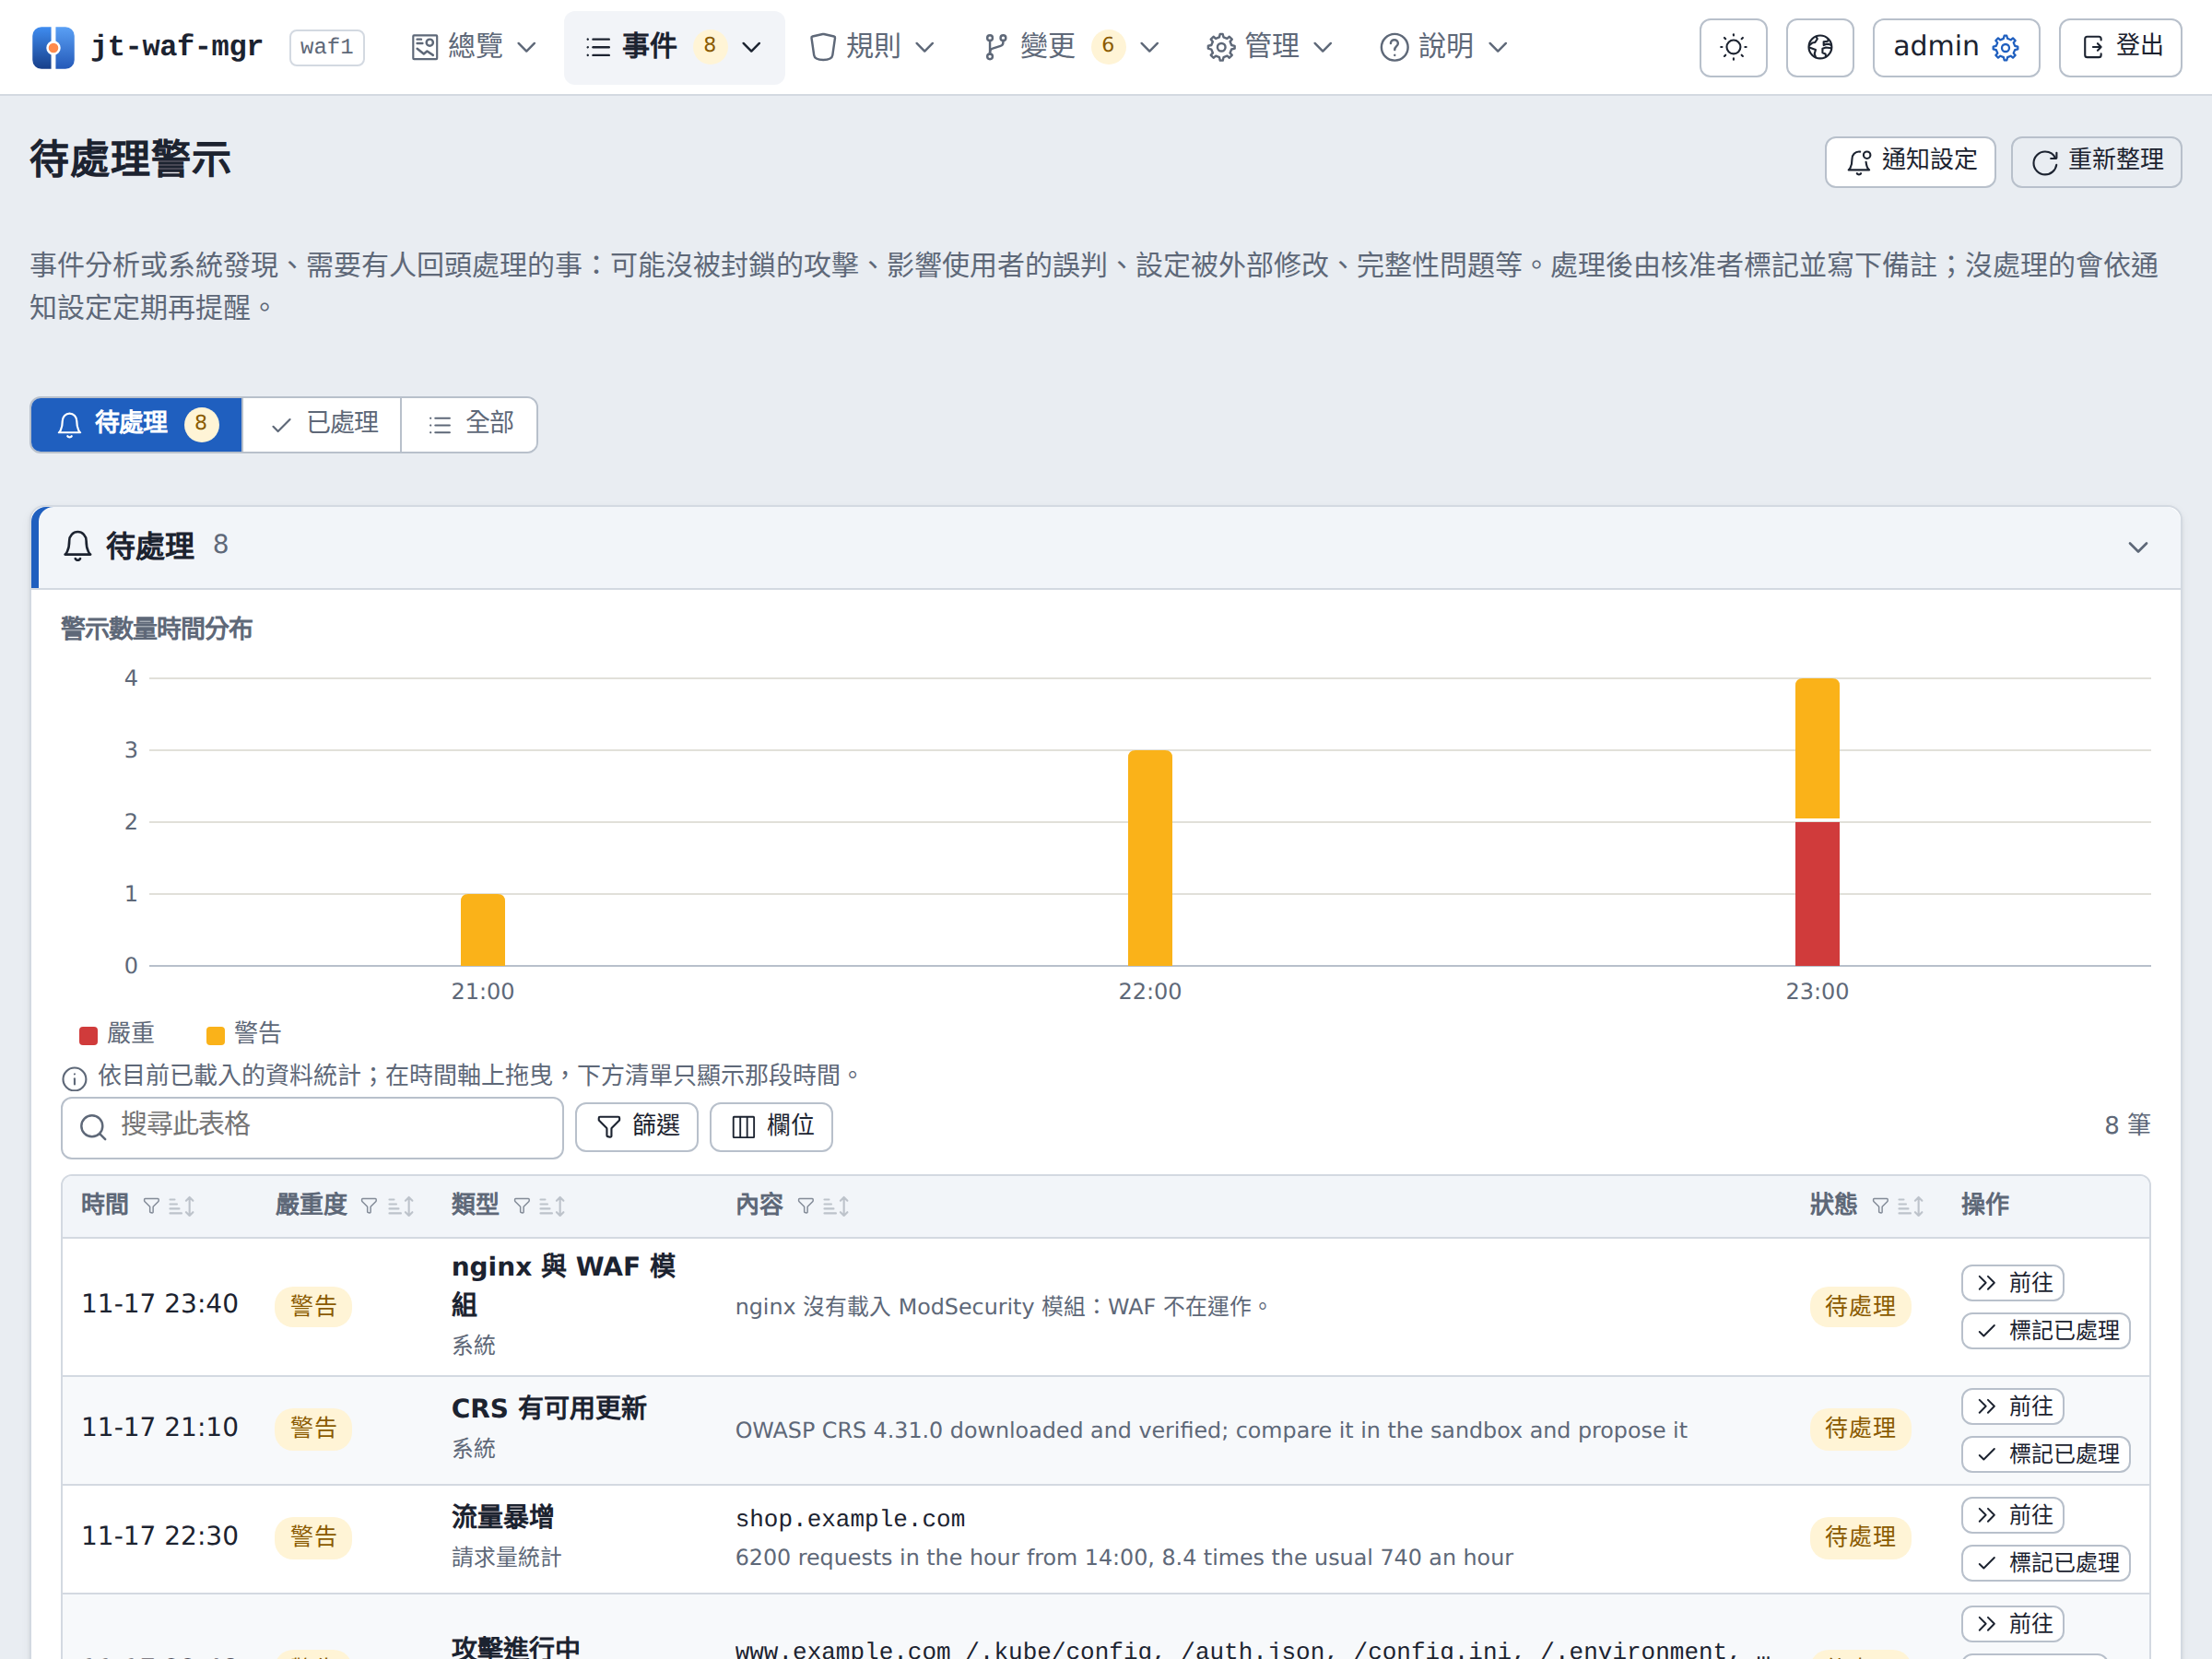 jt-waf-mgr waf1 總覽 事件 8 規則 變更 6 管理 說明 admin 登出
待處理警示 通知設定 重新整理
事件分析或系統發現、需要有人回頭處理的事：可能沒被封鎖的攻擊、影響使用者的誤判、設定被外部修改、完整性問題等。處理後由核准者標記並寫下備註；沒處理的會依通
知設定定期再提醒。
待處理 8 已處理 全部
待處理 8
警示數量時間分布
4
3
2
1
0
21:00 22:00 23:00
嚴重 警告
依目前已載入的資料統計；在時間軸上拖曳，下方清單只顯示那段時間。
搜尋此表格 篩選 欄位 8 筆
時間 嚴重度 類型 內容 狀態 操作
11-17 23:40 警告 nginx 與 WAF 模
組
系統 nginx 沒有載入 ModSecurity 模組：WAF 不在運作。 待處理 前往
標記已處理
11-17 21:10 警告 CRS 有可用更新
系統 OWASP CRS 4.31.0 downloaded and verified; compare it in the sandbox and propose it 待處理 前往
標記已處理
11-17 22:30 警告 流量暴增
請求量統計 shop.example.com
6200 requests in the hour from 14:00, 8.4 times the usual 740 an hour 待處理 前往
標記已處理
攻擊進行中 www.example.com /.kube/config, /auth.json, /config.ini, /.environment, … 前往